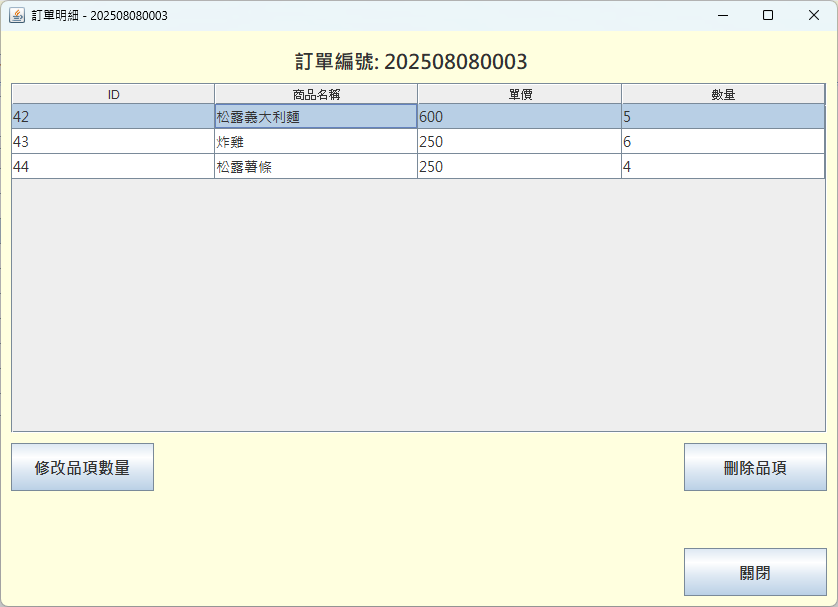 訂單明細 - 202508080003
訂單編號: 202508080003
ID 商品名稱 單價 數量
42 松露義大利麵 600 5
43 炸雞 250 6
44 松露薯條 250 4
修改品項數量 刪除品項
關閉